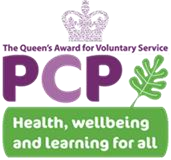 The Queen's Award for Voluntary Service
PCP
Health, wellbeing
and learning for all